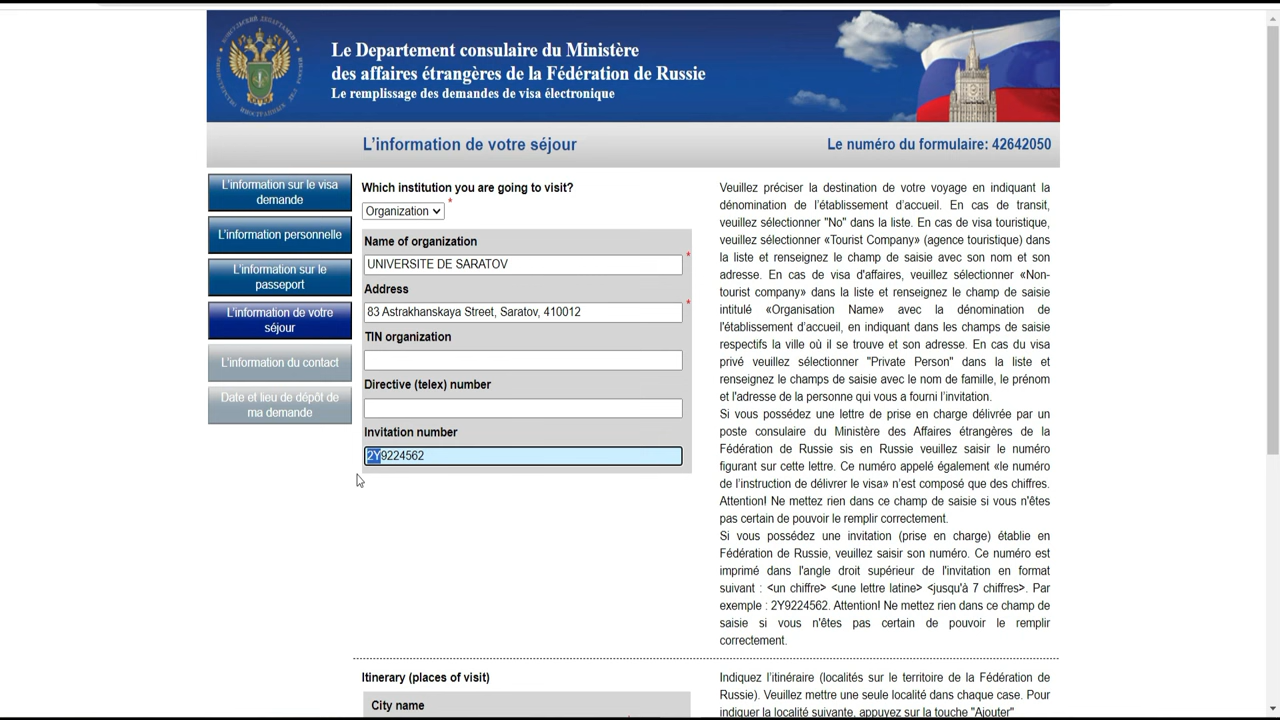 Le Departement consulaire du Ministère
des affaires étrangères de la Fédération de Russie
Le remplissage des demandes de visa électronique
L'information de votre séjour
Le numéro du formulaire: 42642050
L'information sur le visa
demande
L'information personnelle
L'information sur le
passeport
L'information de votre
séjour
L'information du contact
Date et lieu de dépôt de
ma demande
Which institution you are going to visit?
Organization
*
Name of organization
UNIVERSITE DE SARATOV
*
Address
83 Astrakhanskaya Street, Saratov, 410012
*
TIN organization
Directive (telex) number
Invitation number
2Y9224562
Veuillez préciser la destination de votre voyage en indiquant la
dénomination de l'établissement d'accueil. En cas de transit,
veuillez sélectionner "No" dans la liste. En cas de visa touristique,
veuillez sélectionner «Tourist Company» (agence touristique) dans
la liste et renseignez le champ de saisie avec son nom et son
adresse. En cas de visa d'affaires, veuillez sélectionner «Non-
tourist company» dans la liste et renseignez le champ de saisie
intitulé «Organisation Name» avec la dénomination de
l'établissement d'accueil, en indiquant dans les champs de saisie
respectifs la ville où il se trouve et son adresse. En cas du visa
privé veuillez sélectionner "Private Person" dans la liste et
renseignez le champs de saisie avec le nom de famille, le prénom
et l'adresse de la personne qui vous a fourni l'invitation.
Si vous possédez une lettre de prise en charge délivrée par un
poste consulaire du Ministère des Affaires étrangères de la
Fédération de Russie sis en Russie veuillez saisir le numéro
figurant sur cette lettre. Ce numéro appelé également «le numéro
de l'instruction de délivrer le visa» n'est composé que des chiffres.
Attention! Ne mettez rien dans ce champ de saisie si vous n'êtes
pas certain de pouvoir le remplir correctement.
Si vous possédez une invitation (prise en charge) établie en
Fédération de Russie, veuillez saisir son numéro. Ce numéro est
imprimé dans l'angle droit supérieur de l'invitation en format
suivant : <un chiffre> <une lettre latine> <jusqu'à 7 chiffres>. Par
exemple : 2Y9224562. Attention! Ne mettez rien dans ce champ de
saisie si vous n'êtes pas certain de pouvoir le remplir
correctement.
Itinerary (places of visit)
City name
Indiquez l'itinéraire (localités sur le territoire de la Fédération de
Russie). Veuillez mettre une seule localité dans chaque case. Pour
indiquer la localité suivante, appuyez sur la touche "Ajouter"